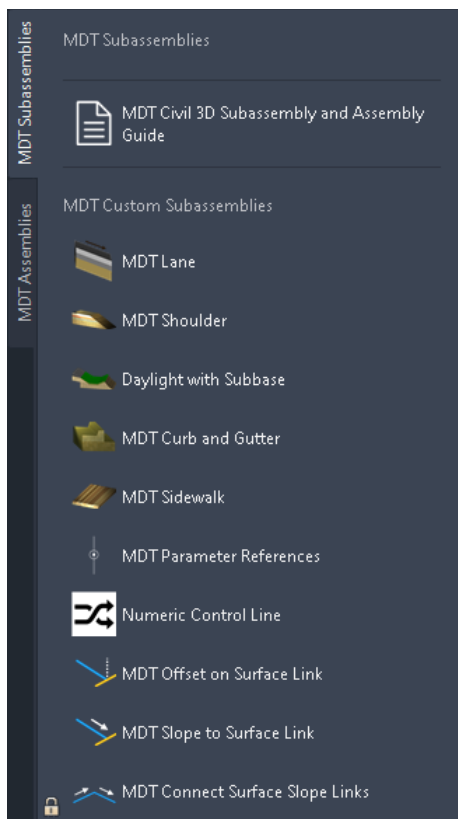 MDT Subassemblies
MDT Assemblies
MDT Subassemblies
MDT Civil 3D Subassembly and Assembly
Guide
MDT Custom Subassemblies
MDT Lane
MDT Shoulder
Daylight with Subbase
MDT Curb and Gutter
MDT Sidewalk
MDT Parameter References
Numeric Control Line
MDT Offset on Surface Link
MDT Slope to Surface Link
MDT Connect Surface Slope Links